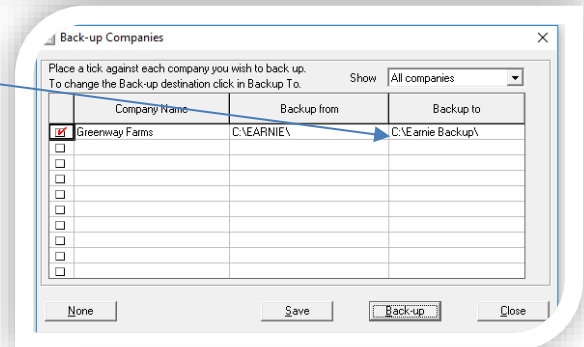 Back-up Companies
Place a tick against each company you wish to back up.
To change the Back-up destination click in Backup To.
Show All companies
Company Name Backup from Backup to
Greenway Farms C:\EARNIE\ C:\Earnie Backup\
None Save Back-up Close